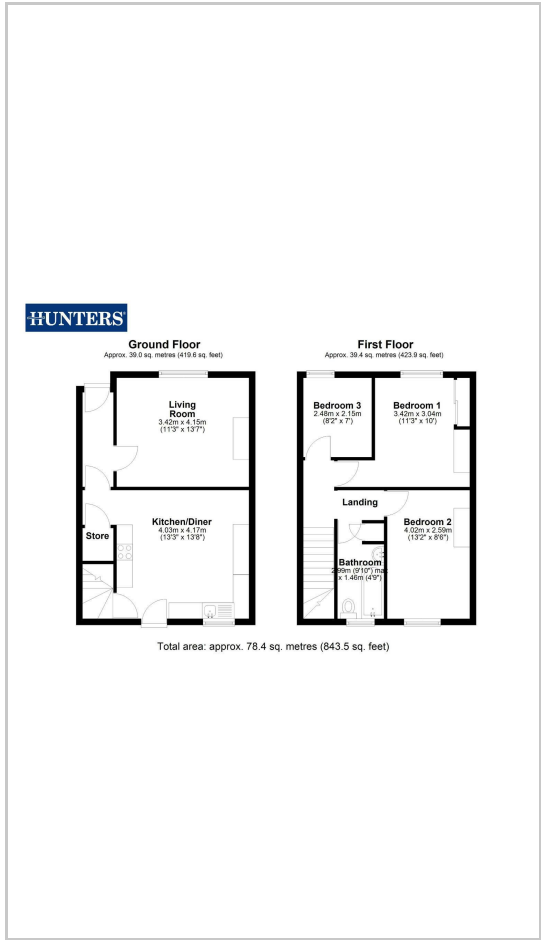 HUNTERS®
Ground Floor
Approx. 39.0 sq. metres (419.6 sq. feet)
Living
Room
3.42m x 4.15m
(11'3" x 13'7")
Kitchen/Diner
4.03m x 4.17m
(13'3" x 13'8")
Store
First Floor
Approx. 39.4 sq. metres (423.9 sq. feet)
Bedroom 3
2.48m x 2.15m
(8'2" x 7')
Bedroom 1
3.42m x 3.04m
(11'3" x 10')
Landing
Bedroom 2
4.02m x 2.59m
(13'2" x 8'6")
Bathroom
2.99m (9'10") max
x 1.46m (4'9")
Total area: approx. 78.4 sq. metres (843.5 sq. feet)